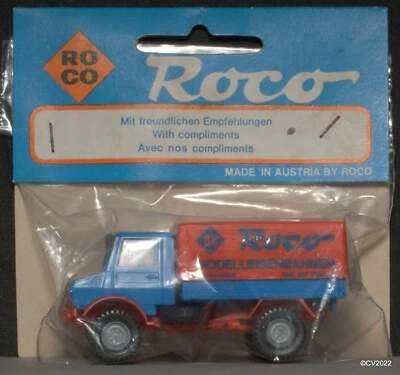 RO
CO
Roco
Mit freundlichen Empfehlungen
With compliments
Avec nos compliments
MADE IN AUSTRIA BY ROCO
Roco
MODELLEISENBAHNEN
©CV2022